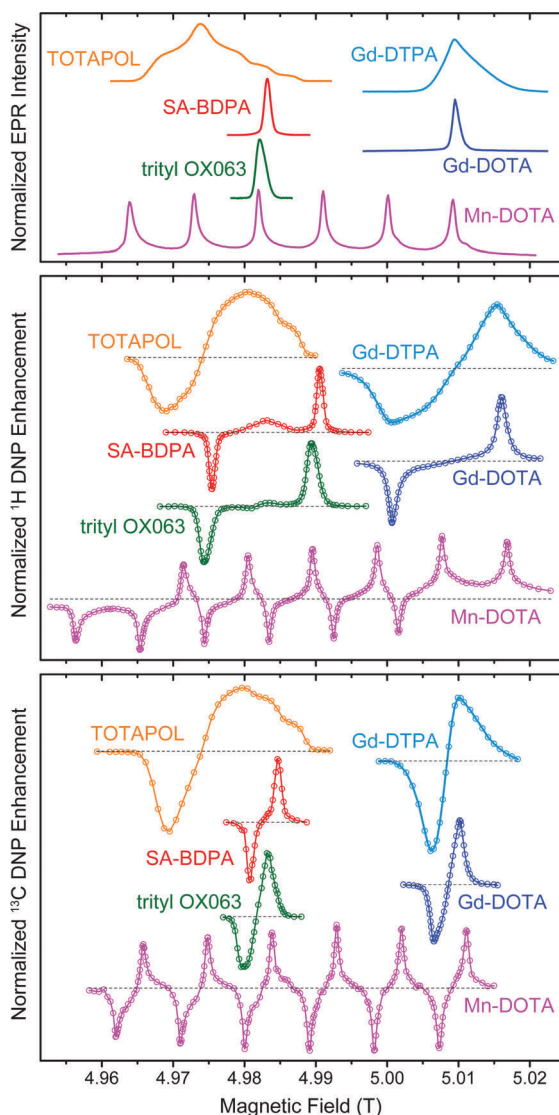 Normalized EPR Intensity
TOTAPOL
Gd-DTPA
SA-BDPA
trityl OX063
Gd-DOTA
Mn-DOTA
Normalized ¹H DNP Enhancement
TOTAPOL
Gd-DTPA
SA-BDPA
Gd-DOTA
trityl OX063
Mn-DOTA
Normalized ¹³C DNP Enhancement
TOTAPOL
Gd-DTPA
SA-BDPA
trityl OX063
Gd-DOTA
Mn-DOTA
4.96 4.97 4.98 4.99 5.00 5.01 5.02
Magnetic Field (T)